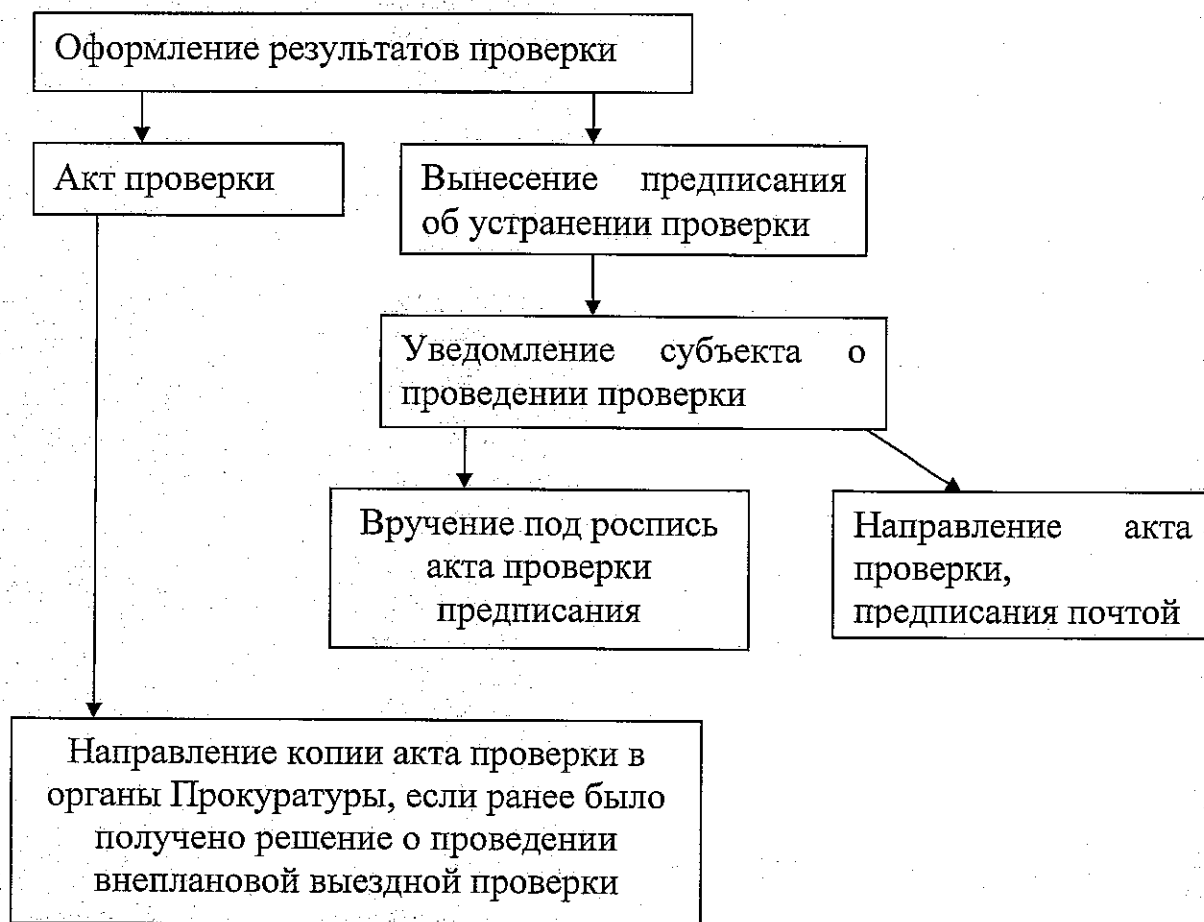 Оформление результатов проверки
Акт проверки
Вынесение предписания
об устранении проверки
Уведомление субъекта о
проведении проверки
Вручение под роспись
акта проверки
предписания
Направление акта
проверки,
предписания почтой
Направление копии акта проверки в
органы Прокуратуры, если ранее было
получено решение о проведении
внеплановой выездной проверки